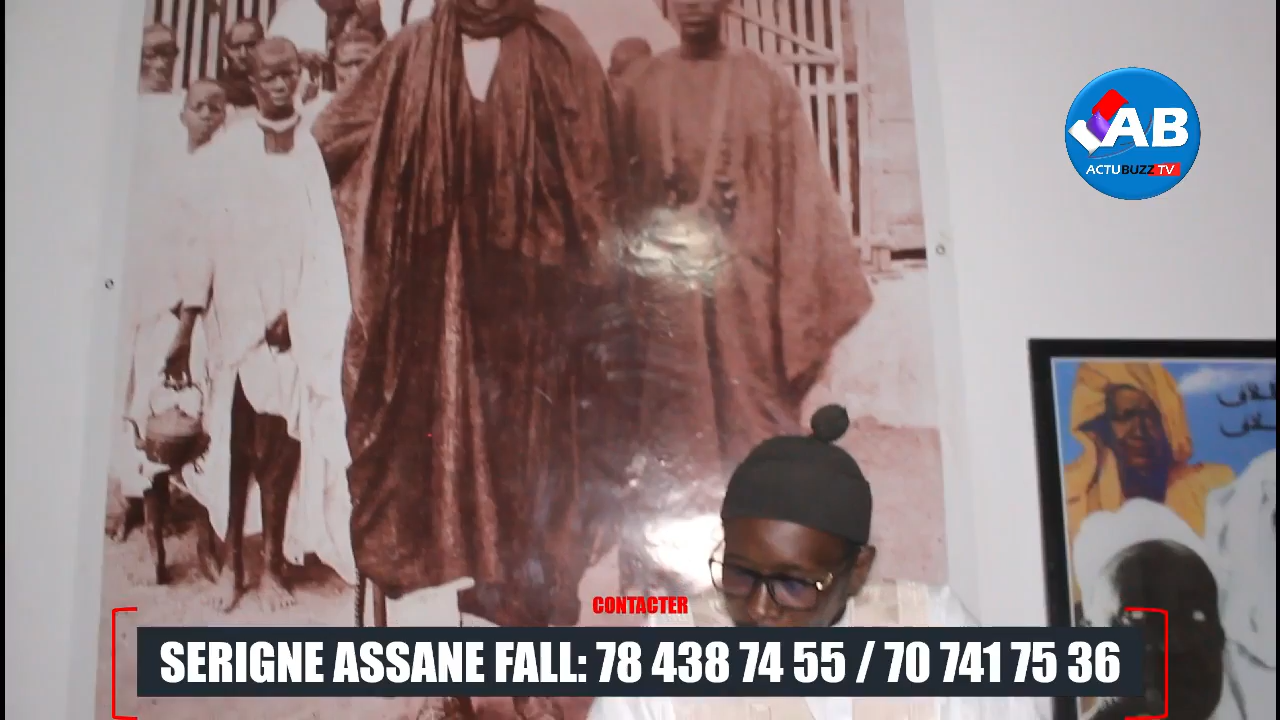 AB
ACTUBUZZ TV
CONTACTER
SERIGNE ASSANE FALL: 78 438 74 55 / 70 741 75 36